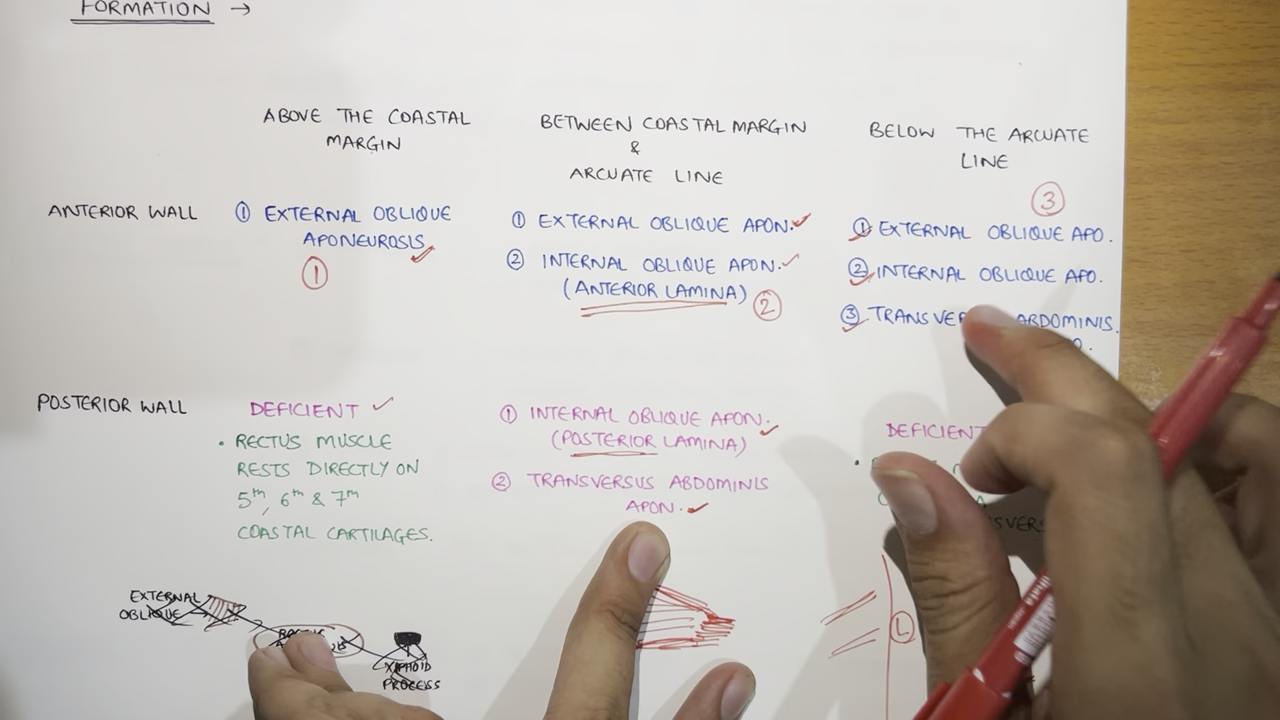 FORMATION →
ABOVE THE COASTAL
MARGIN
BETWEEN COASTAL MARGIN
&
ARCUATE LINE
BELOW THE ARCUATE
LINE
ANTERIOR WALL
① EXTERNAL OBLIQUE
APONEUROSIS
①
① EXTERNAL OBLIQUE APON.
② INTERNAL OBLIQUE APON.
(ANTERIOR LAMINA)
②
③
① EXTERNAL OBLIQUE APO.
② INTERNAL OBLIQUE APO.
③ ABDOMINIS.
POSTERIOR WALL
DEFICIENT
• RECTUS MUSCLE
RESTS DIRECTLY ON
5th, 6th & 7th
COASTAL CARTILAGES.
① INTERNAL OBLIQUE APON.
(POSTERIOR LAMINA)
② TRANSVERSUS ABDOMINIS
APON.
DEFICIENT
EXTERNAL
OBLIQUE
XIPHOID
PROCESS
L